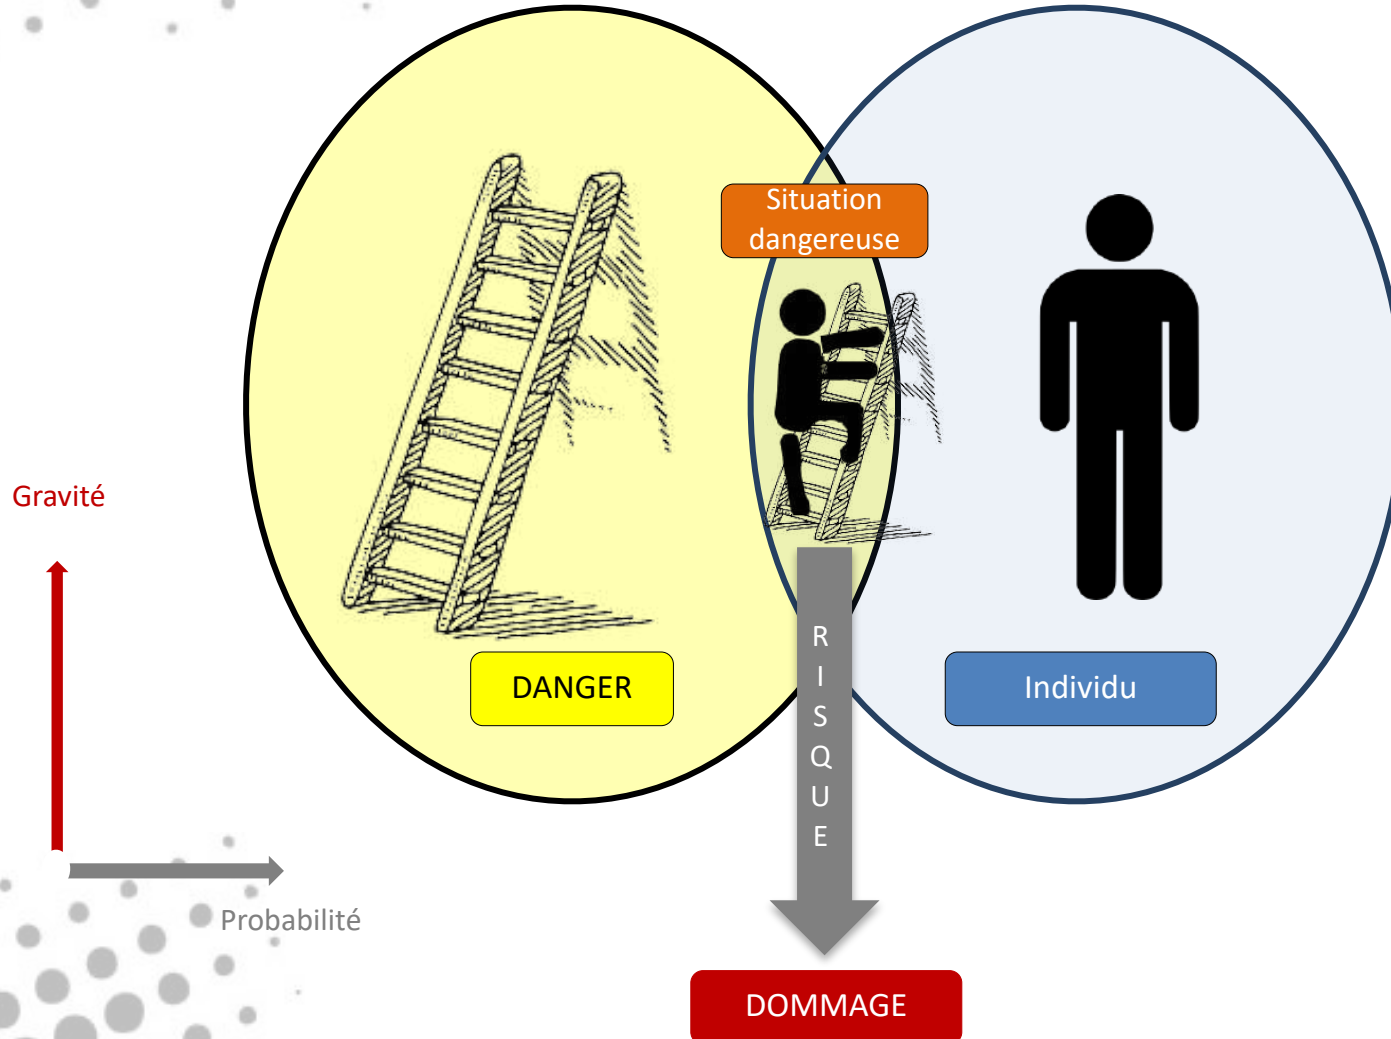 Situation
dangereuse
Gravité
DANGER
Individu
R
I
S
Q
U
E
Probabilité
DOMMAGE